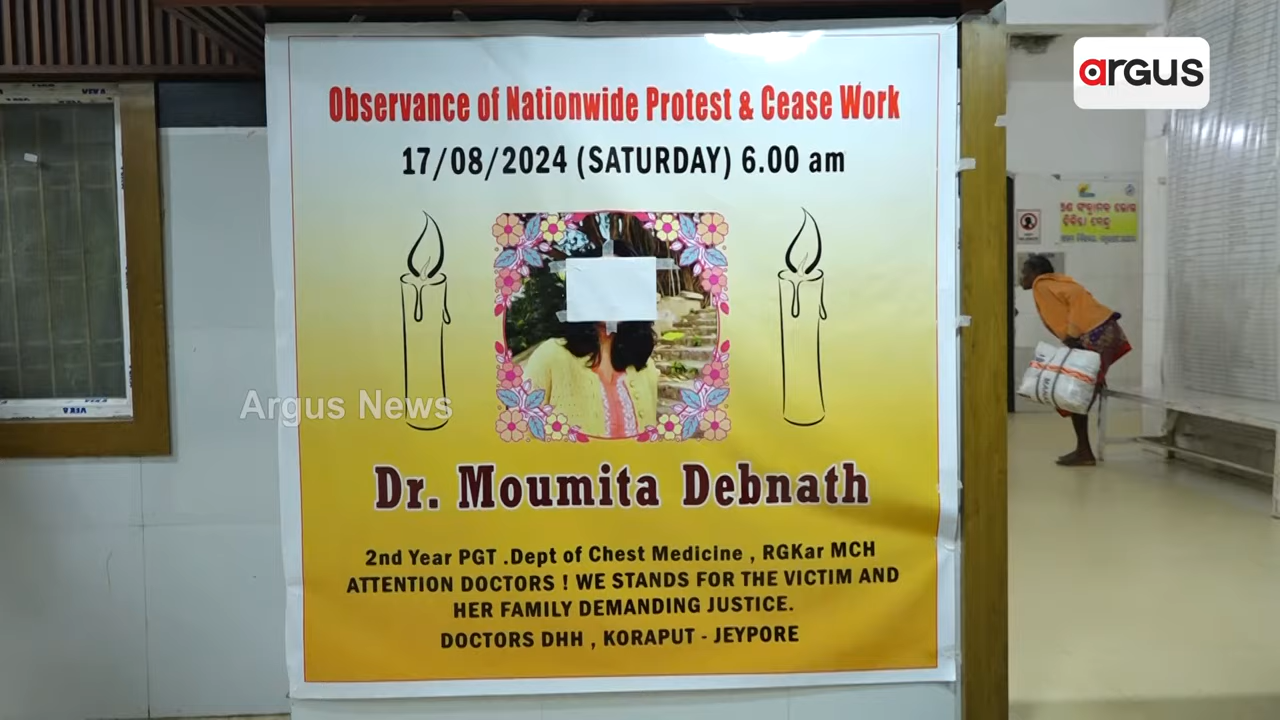 argus
Observance of Nationwide Protest & Cease Work
17/08/2024 (SATURDAY) 6.00 am
Argus News
Dr. Moumita Debnath
2nd Year PGT .Dept of Chest Medicine , RGKar MCH
ATTENTION DOCTORS ! WE STANDS FOR THE VICTIM AND
HER FAMILY DEMANDING JUSTICE.
DOCTORS DHH , KORAPUT - JEYPORE